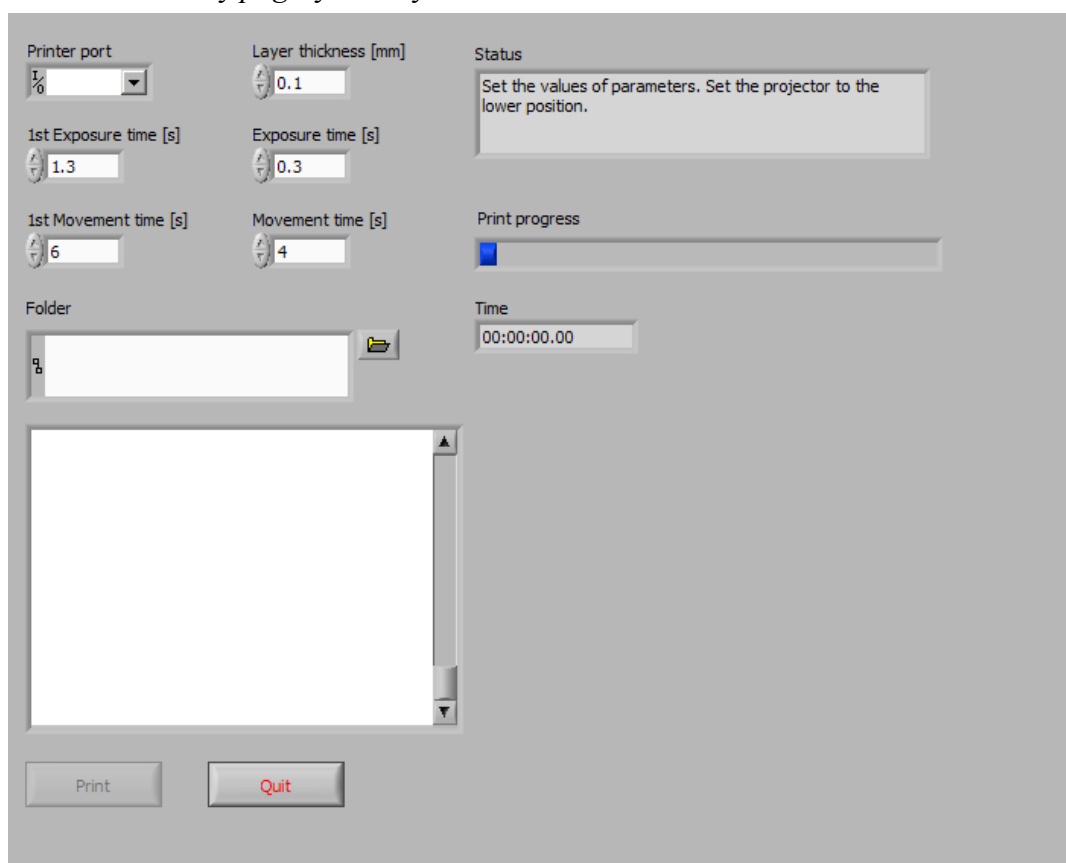 Printer port
Layer thickness [mm]
Status
I/O
0.1
Set the values of parameters. Set the projector to the
lower position.
1st Exposure time [s]
Exposure time [s]
1.3
0.3
1st Movement time [s]
Movement time [s]
Print progress
6
4
Folder
Time
00:00:00.00
Print
Quit